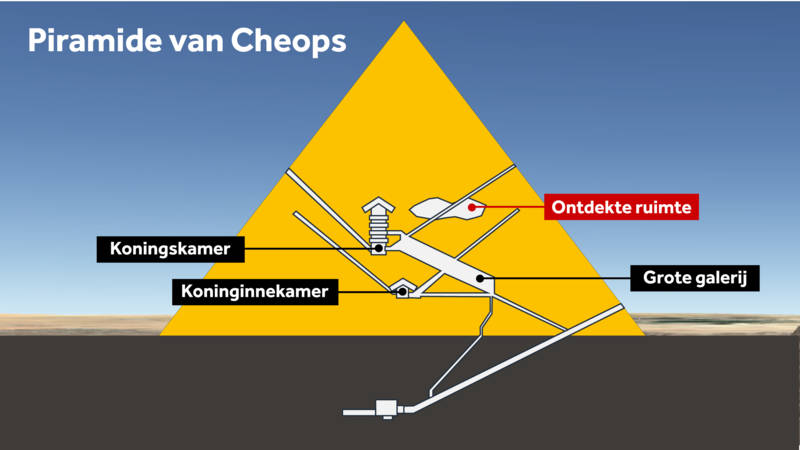 Piramide van Cheops
Ontdekte ruimte
Koningskamer
Grote galerij
Koninginnekamer